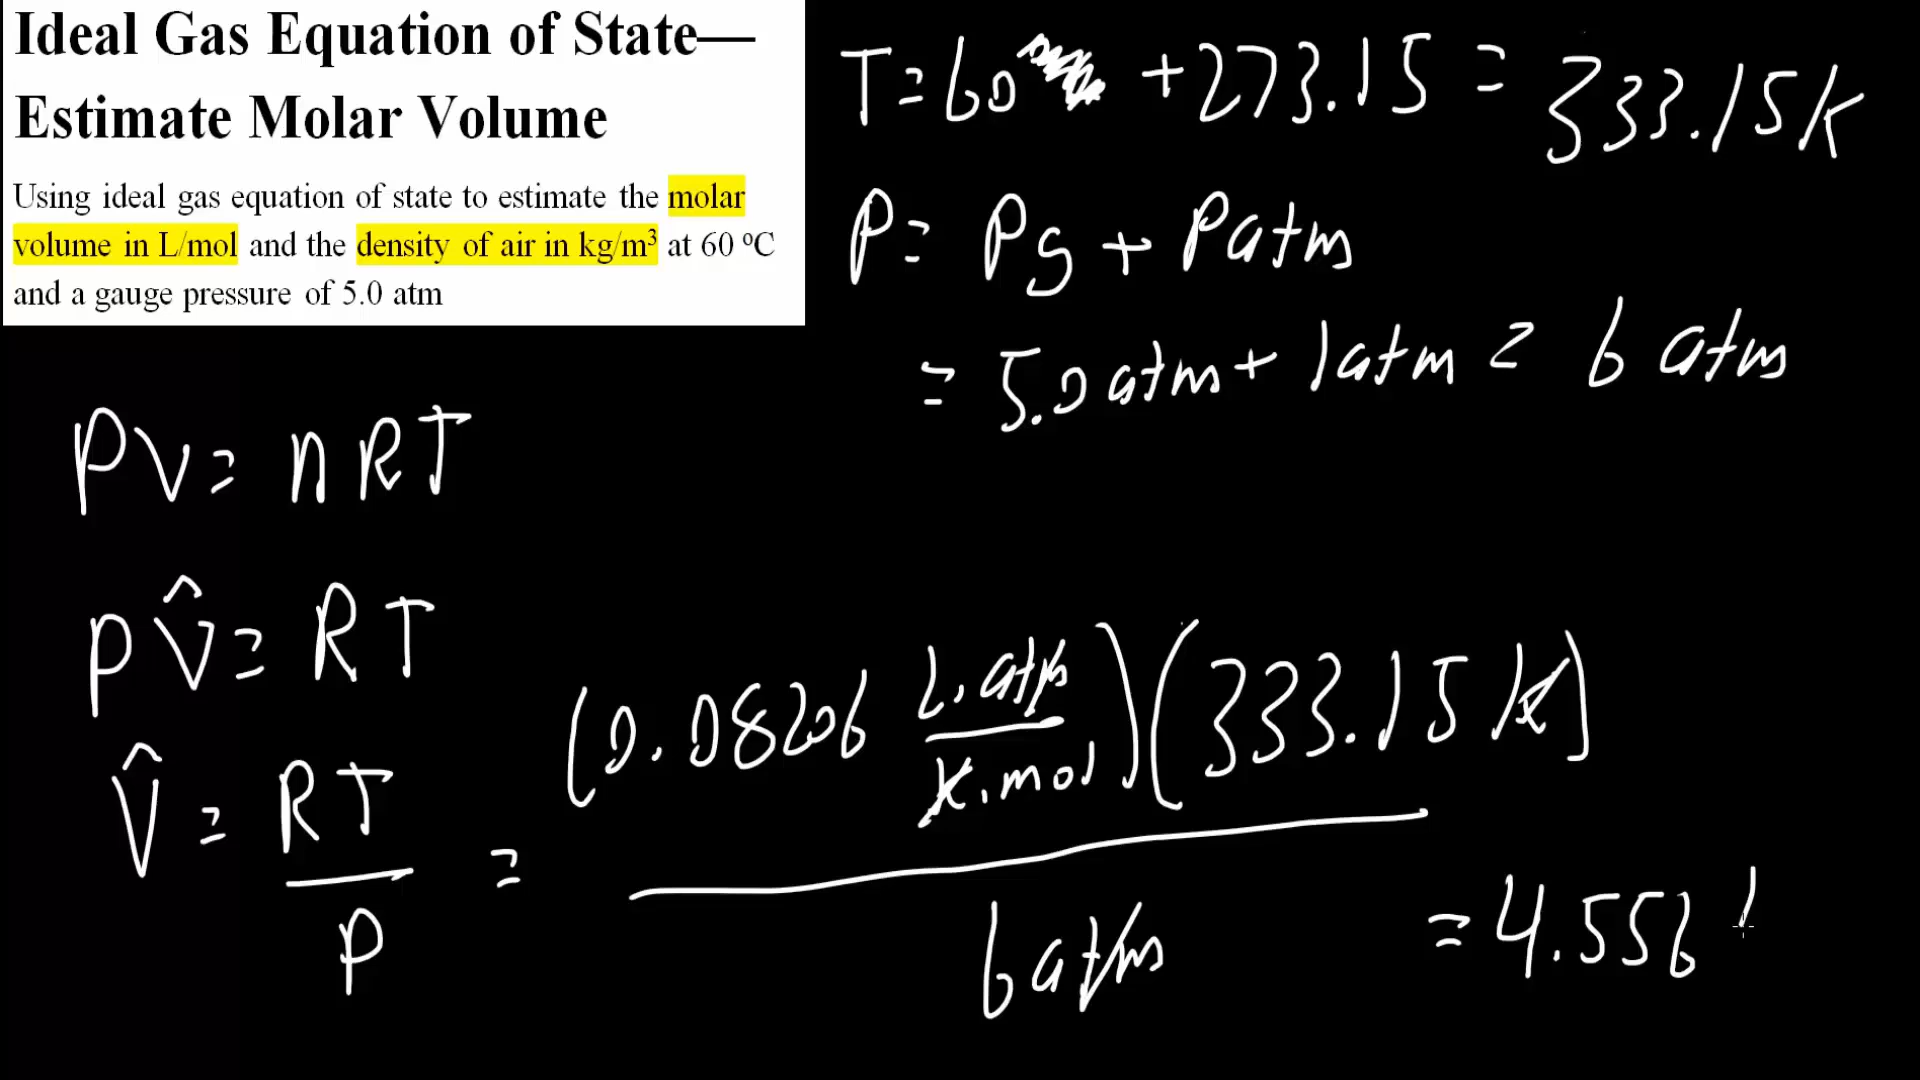 Ideal Gas Equation of State—
Estimate Molar Volume
Using ideal gas equation of state to estimate the molar
volume in L/mol and the density of air in kg/m³ at 60 ºC
and a gauge pressure of 5.0 atm
T = 60 + 273.15 = 333.15 K
P = Pg + Patm
= 5.0 atm + 1 atm = 6 atm
PV = nRT
PV̂ = RT
V̂ = RT/P = (0.08206 L.atm/K.mol)(333.15 K)/6 atm = 4.556